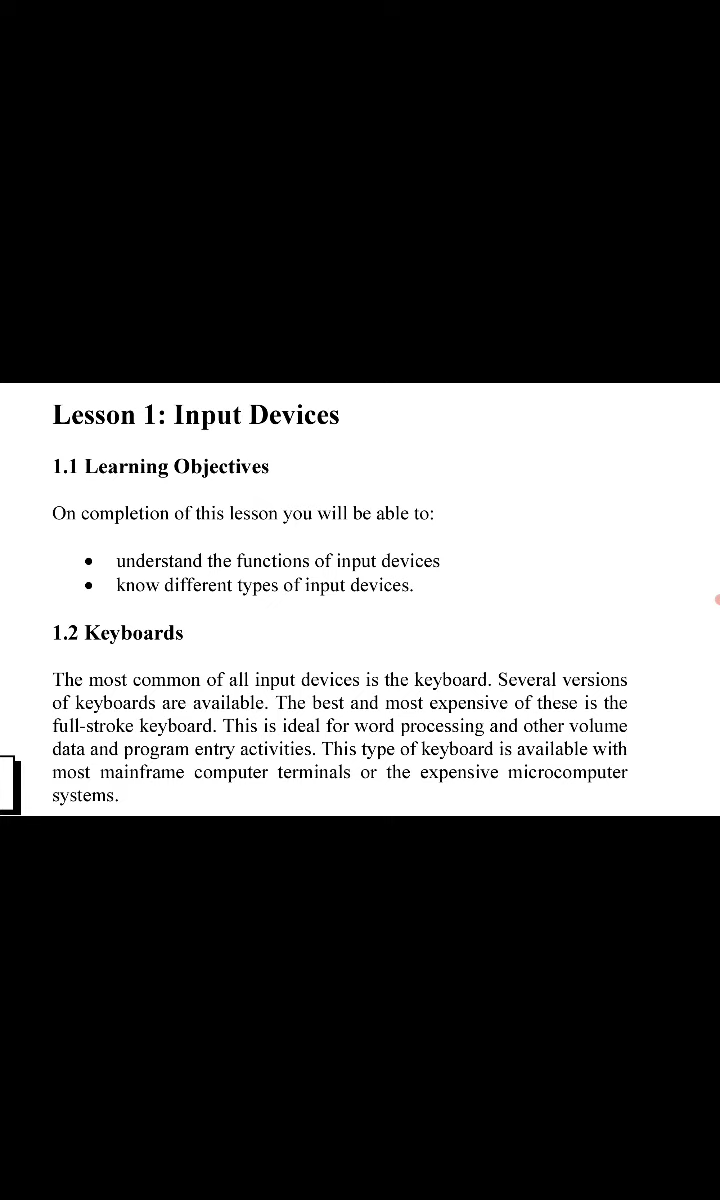 Lesson 1: Input Devices
1.1 Learning Objectives
On completion of this lesson you will be able to:
• understand the functions of input devices
• know different types of input devices.
1.2 Keyboards
The most common of all input devices is the keyboard. Several versions
of keyboards are available. The best and most expensive of these is the
full-stroke keyboard. This is ideal for word processing and other volume
data and program entry activities. This type of keyboard is available with
most mainframe computer terminals or the expensive microcomputer
systems.